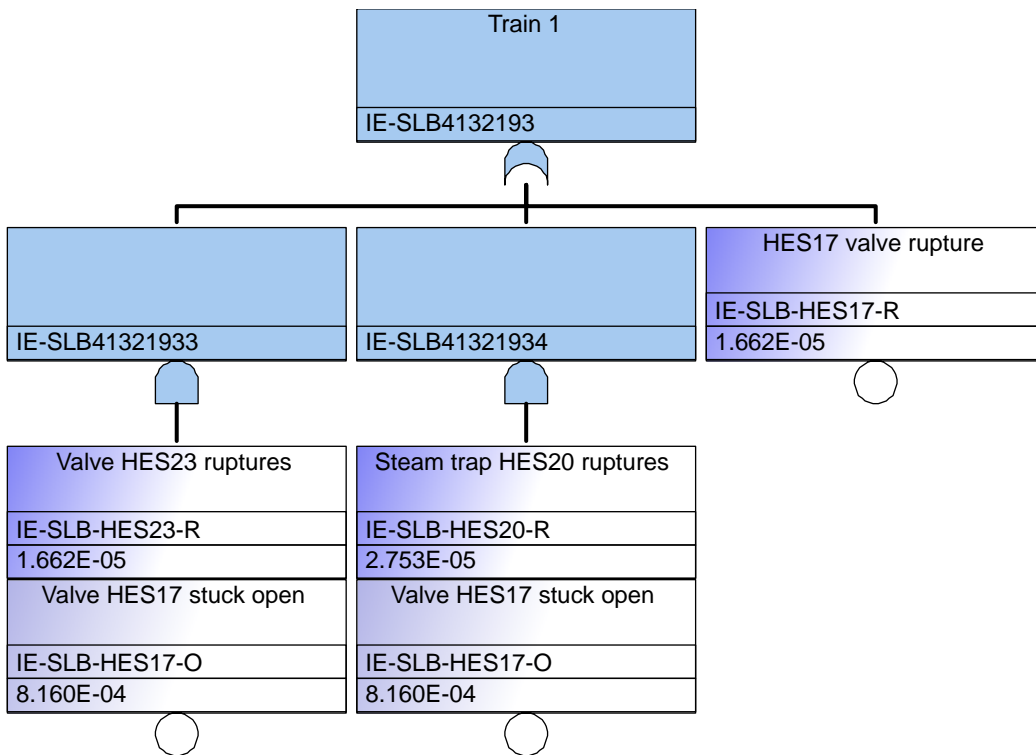 Train 1
IE-SLB4132193
IE-SLB41321933
IE-SLB41321934
HES17 valve rupture
IE-SLB-HES17-R
1.662E-05
Valve HES23 ruptures
IE-SLB-HES23-R
1.662E-05
Valve HES17 stuck open
IE-SLB-HES17-O
8.160E-04
Steam trap HES20 ruptures
IE-SLB-HES20-R
2.753E-05
Valve HES17 stuck open
IE-SLB-HES17-O
8.160E-04